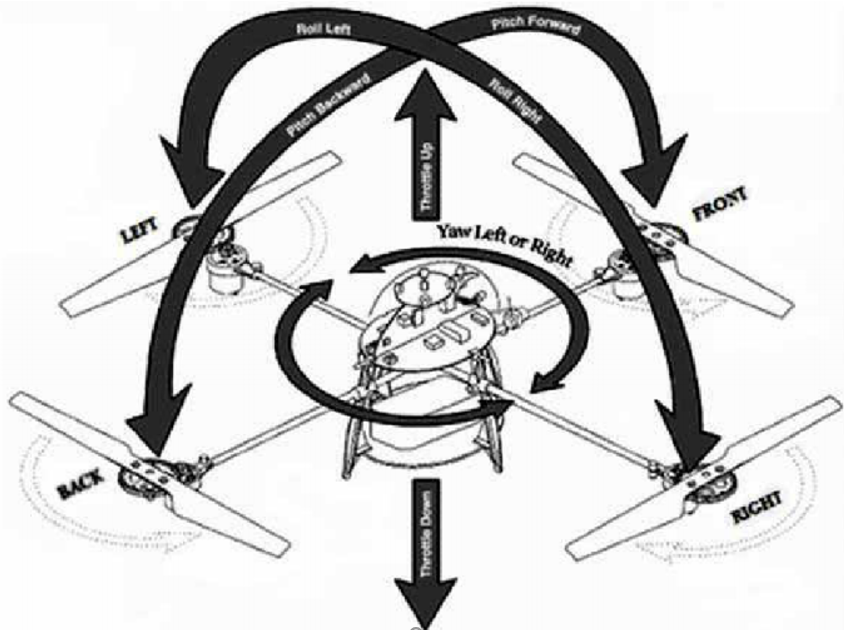 Roll Left
Pitch Forward
Pitch Backward
Roll Right
Throttle Up
LEFT
FRONT
Yaw Left or Right
BACK
RIGHT
Throttle Down